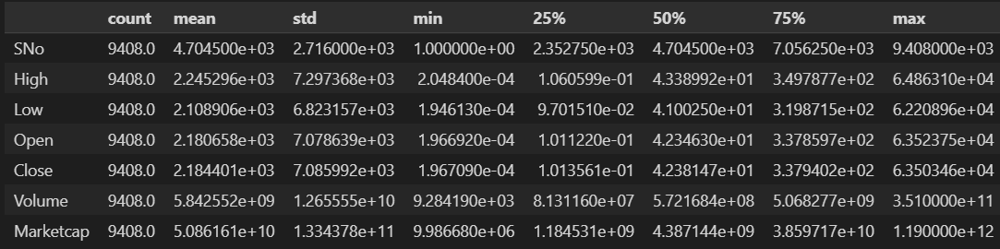 count mean std min 25% 50% 75% max
SNo 9408.0 4.704500e+03 2.716000e+03 1.000000e+00 2.352750e+03 4.704500e+03 7.056250e+03 9.408000e+03
High 9408.0 2.245296e+03 7.297368e+03 2.048400e-04 1.060599e-01 4.338992e+01 3.497877e+02 6.486310e+04
Low 9408.0 2.108906e+03 6.823157e+03 1.946130e-04 9.701510e-02 4.100250e+01 3.198715e+02 6.220896e+04
Open 9408.0 2.180658e+03 7.078639e+03 1.966920e-04 1.011220e-01 4.234630e+01 3.378597e+02 6.352375e+04
Close 9408.0 2.184401e+03 7.085992e+03 1.967090e-04 1.013561e-01 4.238147e+01 3.379402e+02 6.350346e+04
Volume 9408.0 5.842552e+09 1.265555e+10 9.284190e+03 8.131160e+07 5.721684e+08 5.068277e+09 3.510000e+11
Marketcap 9408.0 5.086161e+10 1.334378e+11 9.986680e+06 1.184531e+09 4.387144e+09 3.859717e+10 1.190000e+12